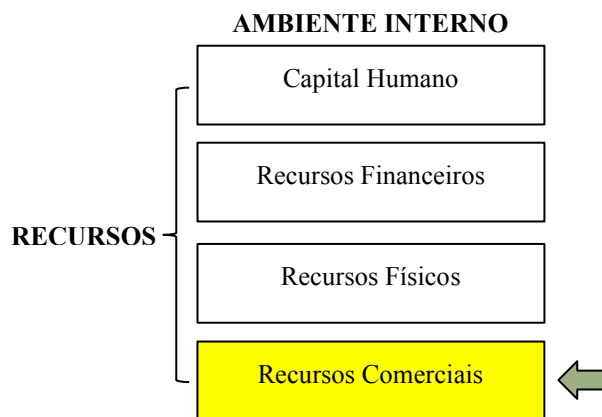 AMBIENTE INTERNO
Capital Humano
Recursos Financeiros
RECURSOS
Recursos Físicos
Recursos Comerciais